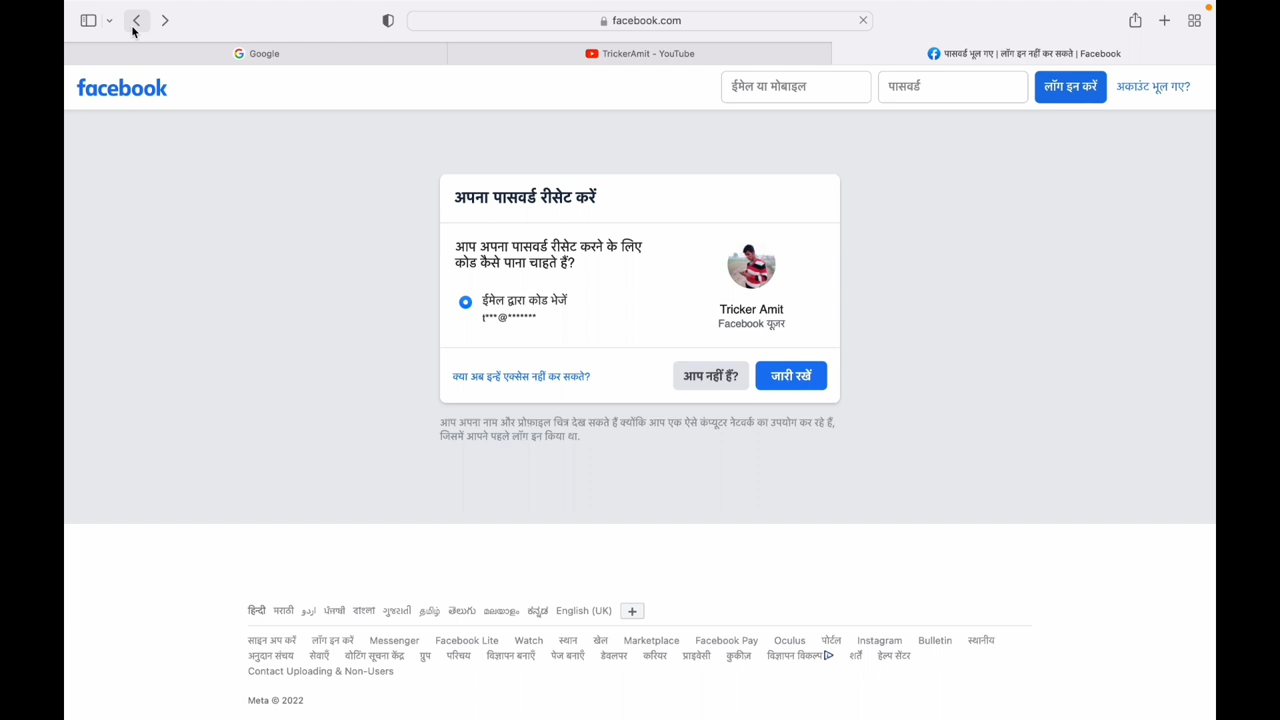 facebook.com
Google
TrickerAmit - YouTube
पासवर्ड भूल गए | लॉग इन नहीं कर सकते | Facebook
facebook
ईमेल या मोबाइल
पासवर्ड
लॉग इन करें
अकाउंट भूल गए?
अपना पासवर्ड रीसेट करें
आप अपना पासवर्ड रीसेट करने के लिए
कोड कैसे पाना चाहते हैं?
ईमेल द्वारा कोड भेजें
t***@*******
Tricker Amit
Facebook यूज़र
क्या अब इन्हें एक्सेस नहीं कर सकते?
आप नहीं हैं?
जारी रखें
आप अपना नाम और प्रोफ़ाइल चित्र देख सकते हैं क्योंकि आप एक ऐसे कंप्यूटर नेटवर्क का उपयोग कर रहे हैं,
जिसमें आपने पहले लॉग इन किया था.
हिन्दी मराठी اردو ਪੰਜਾਬੀ বাংলা ગુજરાતી தமிழ் తెలుగు മലയാളം ಕನ್ನಡ English (UK) +
साइन अप करें लॉग इन करें Messenger Facebook Lite Watch स्थान खेल Marketplace Facebook Pay Oculus पोर्टल Instagram Bulletin स्थानीय
अनुदान संचय सेवाएँ वोटिंग सूचना केंद्र ग्रुप परिचय विज्ञापन बनाएँ पेज बनाएँ डेवलपर करियर प्राइवेसी कुकीज़ विज्ञापन विकल्प शर्तें हेल्प सेंटर
Contact Uploading & Non-Users
Meta © 2022